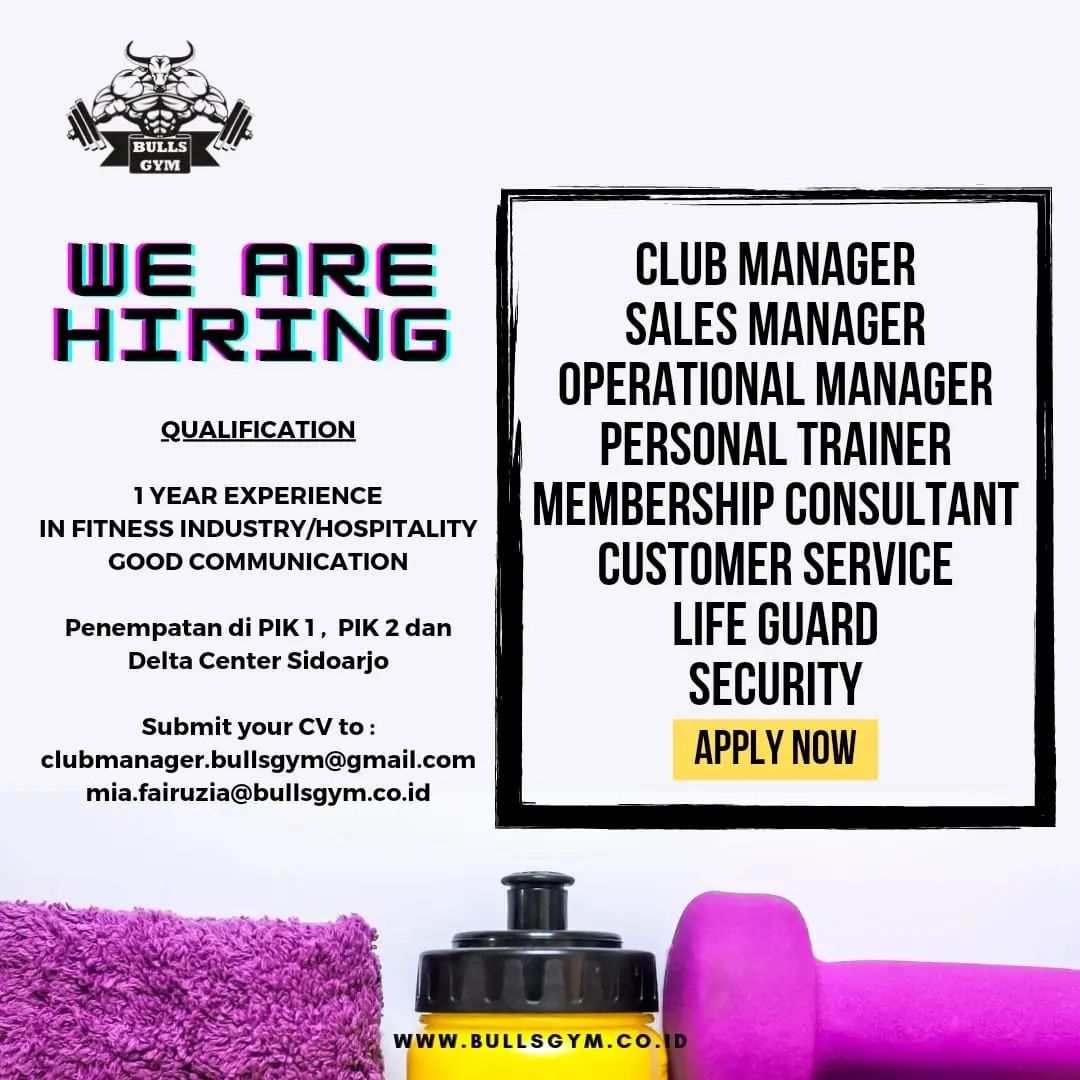 BULLS
GYM
WE ARE
HIRING
QUALIFICATION
1 YEAR EXPERIENCE
IN FITNESS INDUSTRY/HOSPITALITY
GOOD COMMUNICATION
Penempatan di PIK 1 , PIK 2 dan
Delta Center Sidoarjo
Submit your CV to :
clubmanager.bullsgym@gmail.com
mia.fairuzia@bullsgym.co.id
CLUB MANAGER
SALES MANAGER
OPERATIONAL MANAGER
PERSONAL TRAINER
MEMBERSHIP CONSULTANT
CUSTOMER SERVICE
LIFE GUARD
SECURITY
APPLY NOW
WWW.BULLSGYM.CO.ID